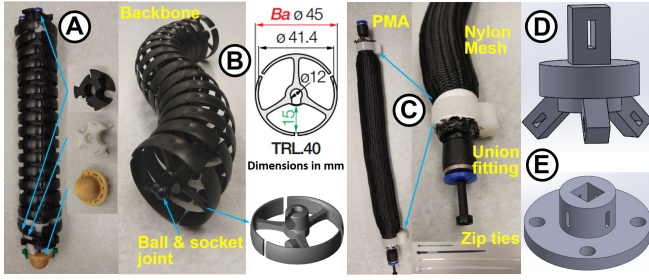 A
Backbone
B
Ball & socket
joint
Ba ø 45
ø 41.4
ø12
15
TRL.40
Dimensions in mm
PMA
C
Nylon
Mesh
Union
fitting
Zip ties
D
E